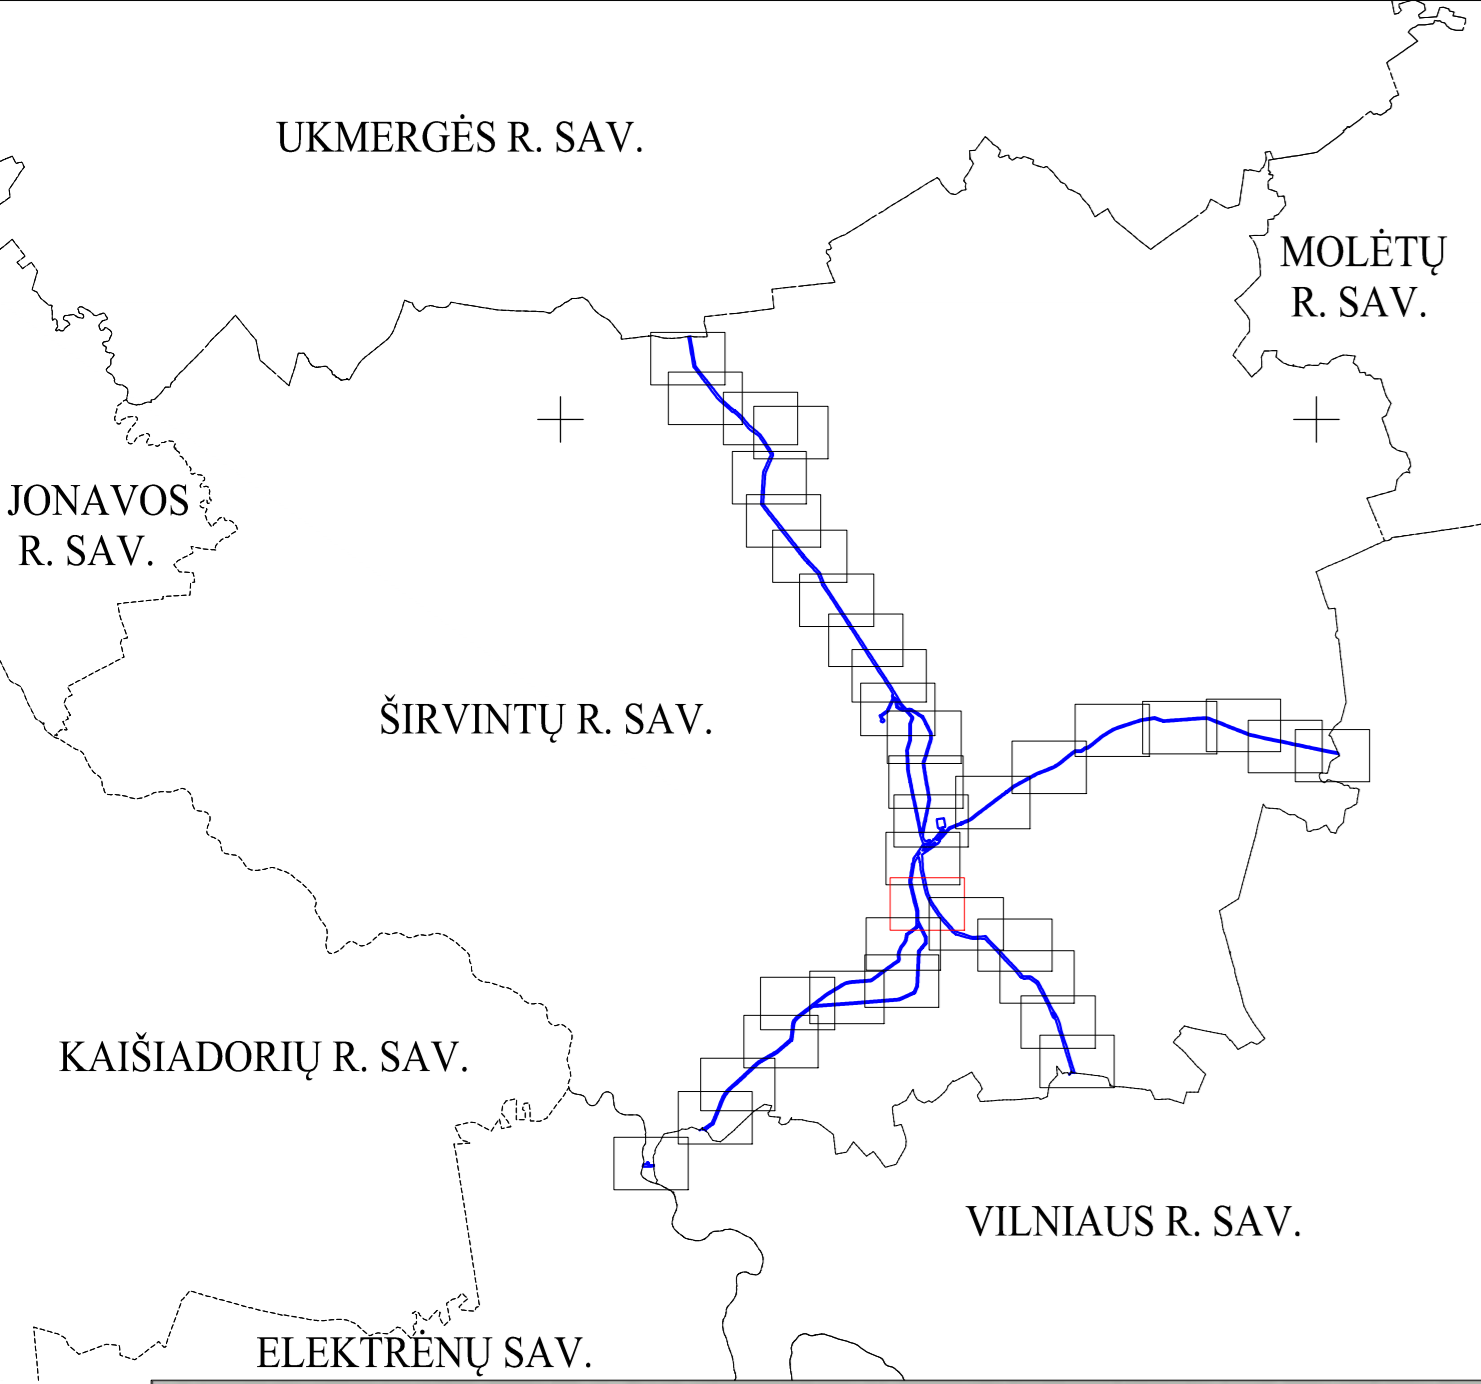 UKMERGĖS R. SAV.
MOLĖTŲ
R. SAV.
JONAVOS
R. SAV.
ŠIRVINTŲ R. SAV.
KAIŠIADORIŲ R. SAV.
VILNIAUS R. SAV.
ELEKTRĖNŲ SAV.